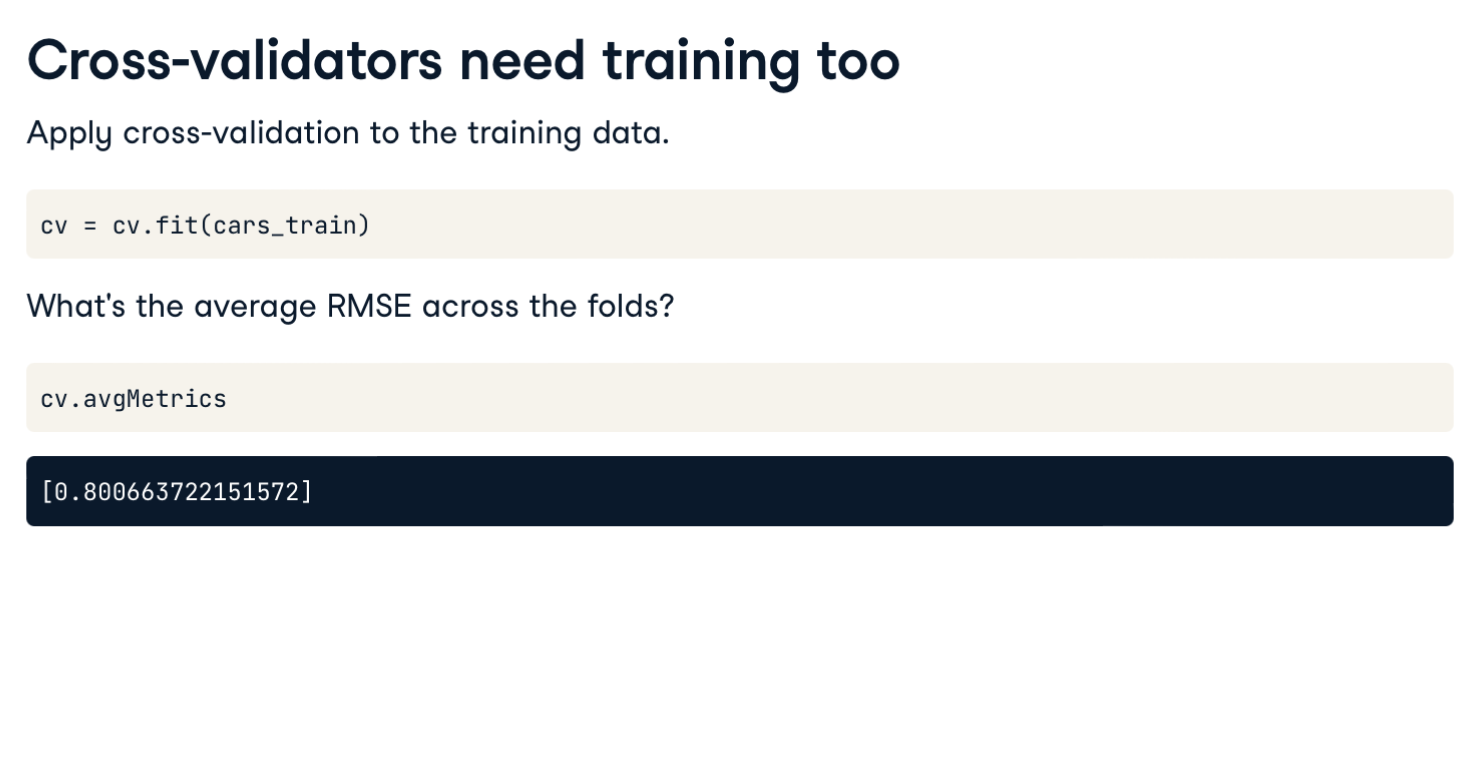 Cross-validators need training too
Apply cross-validation to the training data.
cv = cv.fit(cars_train)
What's the average RMSE across the folds?
cv.avgMetrics
[0.800663722151572]